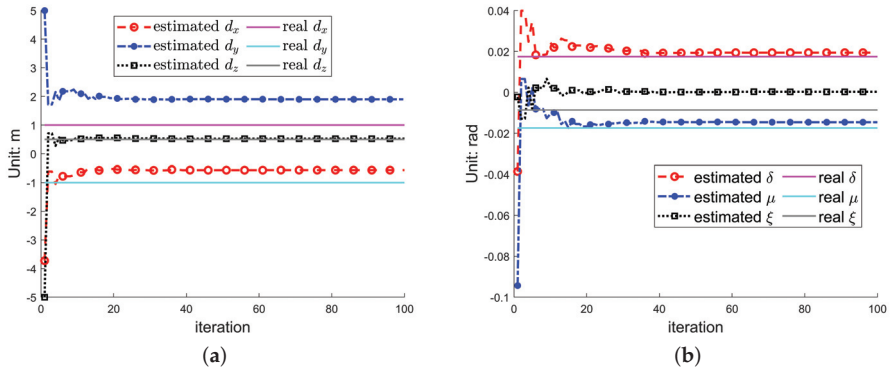 5
4
3
2
1
0
-1
-2
-3
-4
-5
Unit: m
estimated d_x real d_x
estimated d_y real d_y
estimated d_z real d_z
0 20 40 60 80 100
iteration
(a)
0.04
0.02
0
-0.02
-0.04
-0.06
-0.08
-0.1
Unit: rad
estimated δ real δ
estimated μ real μ
estimated ξ real ξ
0 20 40 60 80 100
iteration
(b)